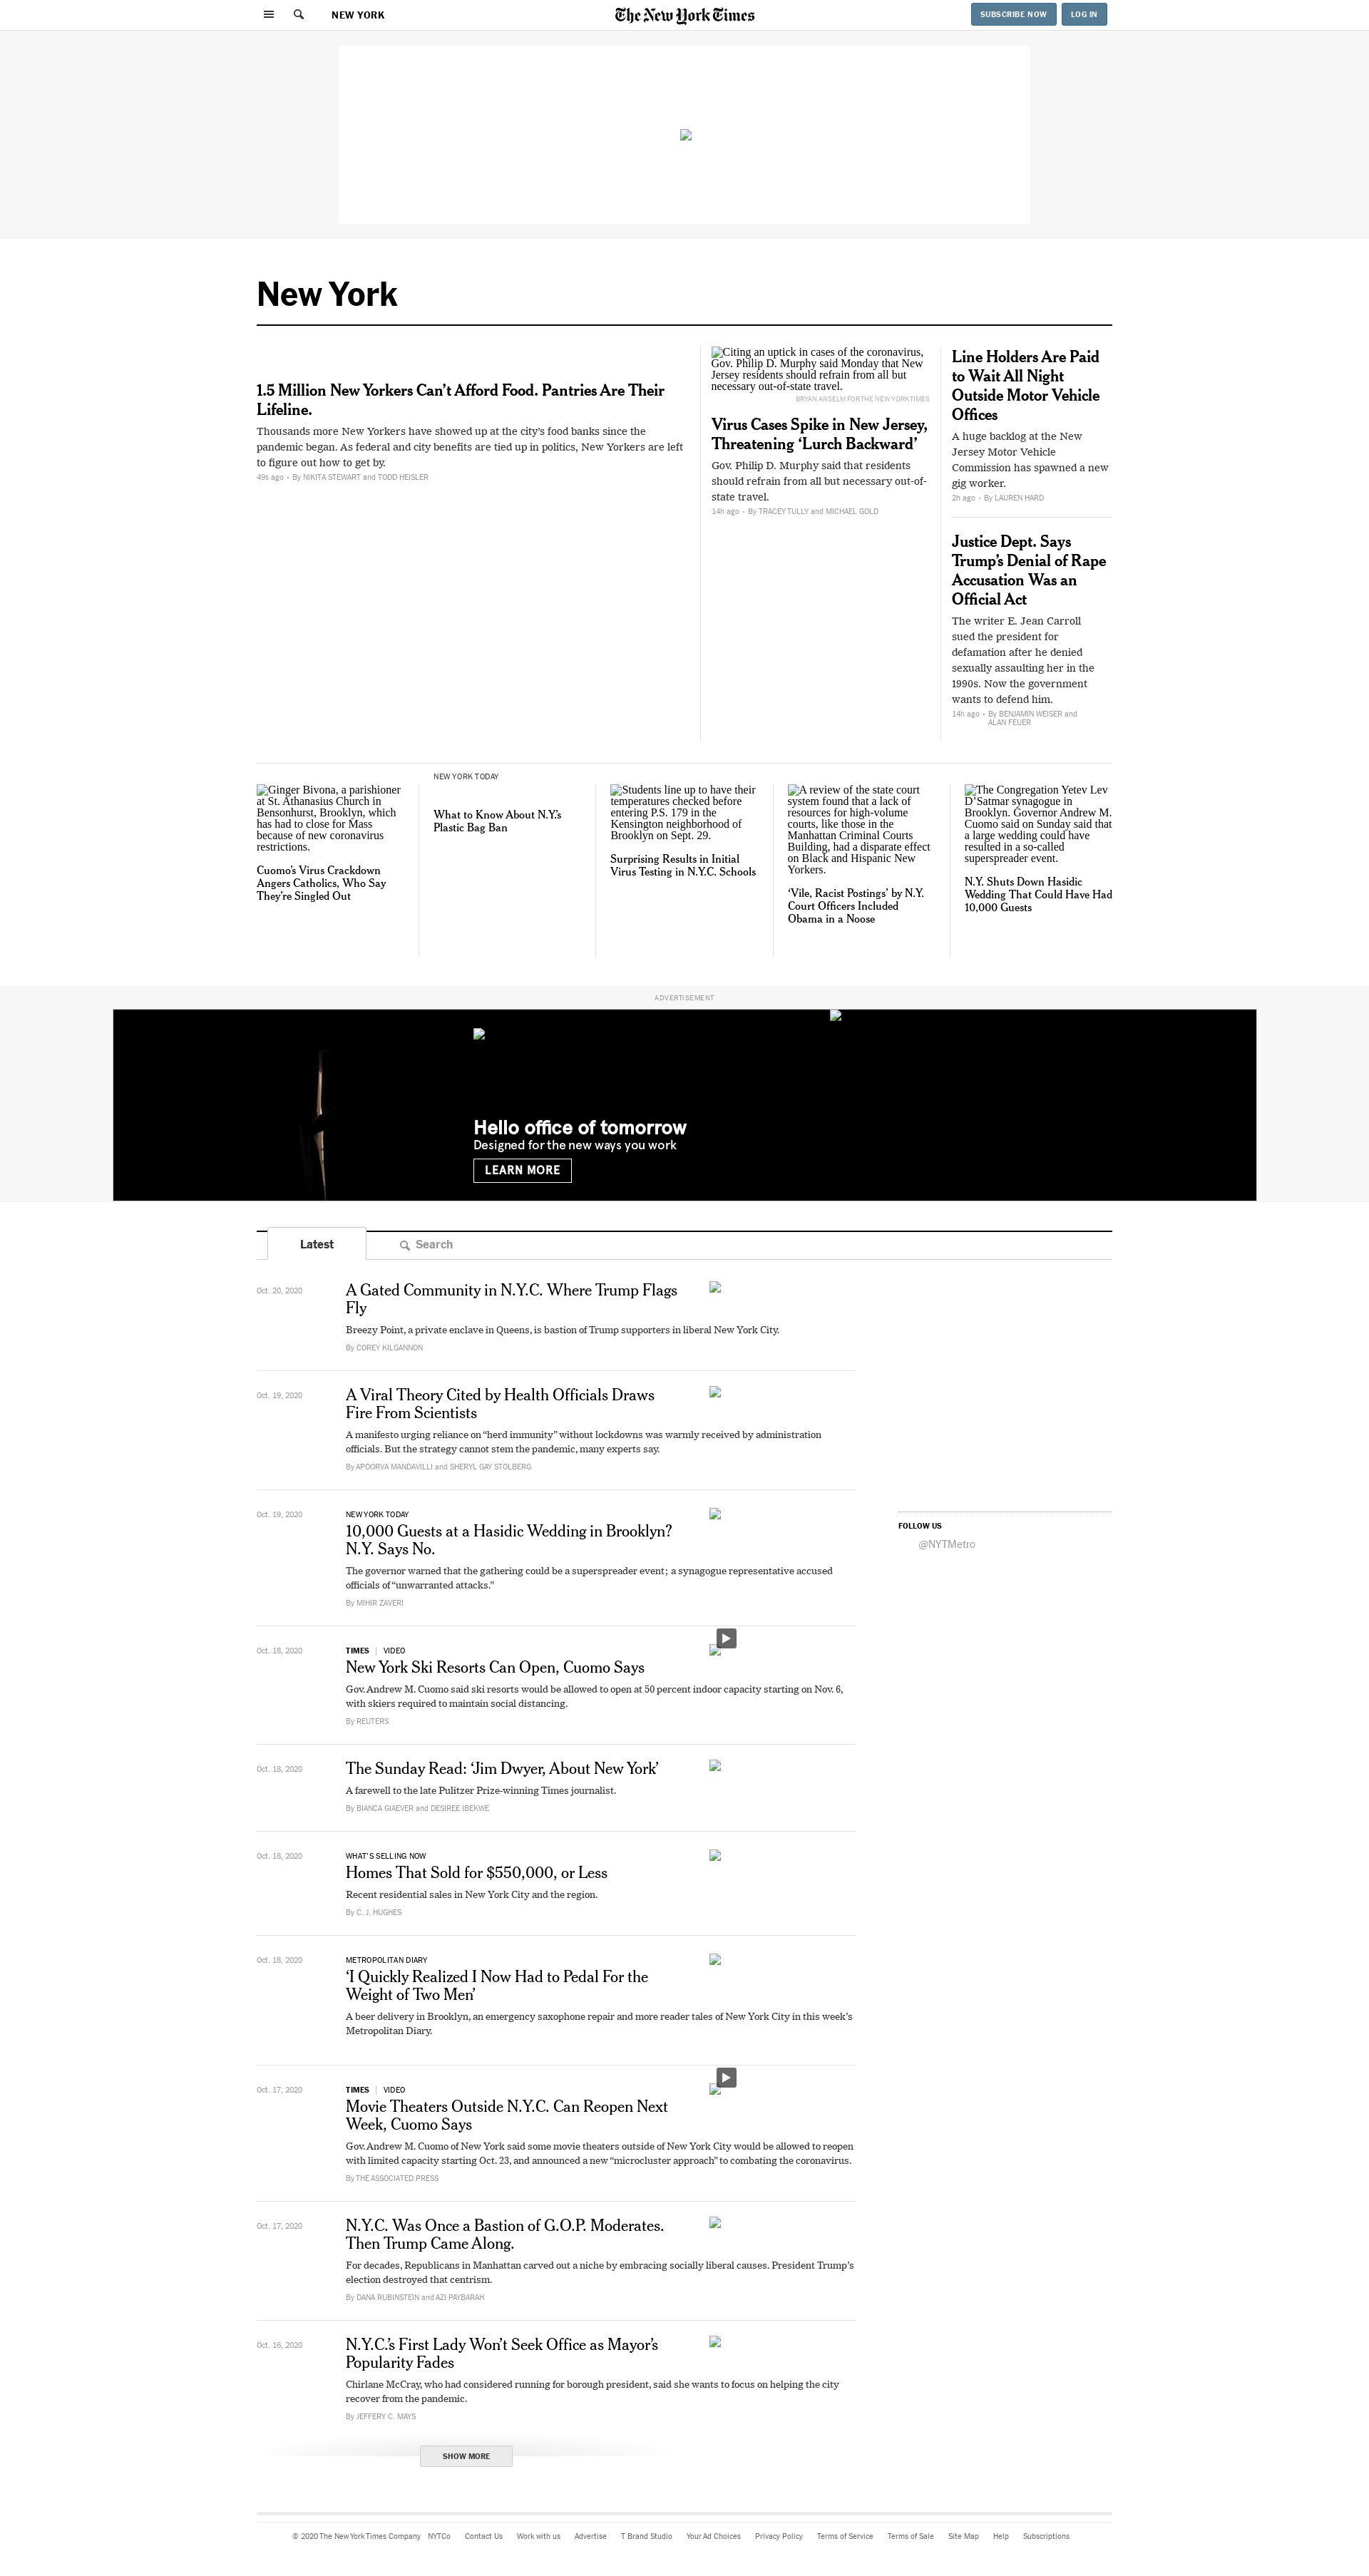 NEW YORK
The New York Times
SUBSCRIBE NOW
LOG IN
New York
1.5 Million New Yorkers Can’t Afford Food. Pantries Are Their
Lifeline.
Thousands more New Yorkers have showed up at the city’s food banks since the
pandemic began. As federal and city benefits are tied up in politics, New Yorkers are left
to figure out how to get by.
49s ago • By NIKITA STEWART and TODD HEISLER
Citing an uptick in cases of the coronavirus,
Gov. Philip D. Murphy said Monday that New
Jersey residents should refrain from all but
necessary out-of-state travel.
BRYAN ANSELM FOR THE NEW YORK TIMES
Virus Cases Spike in New Jersey,
Threatening ‘Lurch Backward’
Gov. Philip D. Murphy said that residents
should refrain from all but necessary out-of-
state travel.
14h ago • By TRACEY TULLY and MICHAEL GOLD
Line Holders Are Paid
to Wait All Night
Outside Motor Vehicle
Offices
A huge backlog at the New
Jersey Motor Vehicle
Commission has spawned a new
gig worker.
2h ago • By LAUREN HARD
Justice Dept. Says
Trump’s Denial of Rape
Accusation Was an
Official Act
The writer E. Jean Carroll
sued the president for
defamation after he denied
sexually assaulting her in the
1990s. Now the government
wants to defend him.
14h ago • By BENJAMIN WEISER and
ALAN FEUER
Ginger Bivona, a parishioner
at St. Athanasius Church in
Bensonhurst, Brooklyn, which
has had to close for Mass
because of new coronavirus
restrictions.
Cuomo’s Virus Crackdown
Angers Catholics, Who Say
They’re Singled Out
NEW YORK TODAY
What to Know About N.Y.’s
Plastic Bag Ban
Students line up to have their
temperatures checked before
entering P.S. 179 in the
Kensington neighborhood of
Brooklyn on Sept. 29.
Surprising Results in Initial
Virus Testing in N.Y.C. Schools
A review of the state court
system found that a lack of
resources for high-volume
courts, like those in the
Manhattan Criminal Courts
Building, had a disparate effect
on Black and Hispanic New
Yorkers.
‘Vile, Racist Postings’ by N.Y.
Court Officers Included
Obama in a Noose
The Congregation Yetev Lev
D’Satmar synagogue in
Brooklyn. Governor Andrew M.
Cuomo said on Sunday said that
a large wedding could have
resulted in a so-called
superspreader event.
N.Y. Shuts Down Hasidic
Wedding That Could Have Had
10,000 Guests
ADVERTISEMENT
Hello office of tomorrow
Designed for the new ways you work
LEARN MORE
Latest
Search
Oct. 20, 2020
A Gated Community in N.Y.C. Where Trump Flags
Fly
Breezy Point, a private enclave in Queens, is bastion of Trump supporters in liberal New York City.
By COREY KILGANNON
Oct. 19, 2020
A Viral Theory Cited by Health Officials Draws
Fire From Scientists
A manifesto urging reliance on “herd immunity” without lockdowns was warmly received by administration
officials. But the strategy cannot stem the pandemic, many experts say.
By APOORVA MANDAVILLI and SHERYL GAY STOLBERG
Oct. 19, 2020
NEW YORK TODAY
10,000 Guests at a Hasidic Wedding in Brooklyn?
N.Y. Says No.
The governor warned that the gathering could be a superspreader event; a synagogue representative accused
officials of “unwarranted attacks.”
By MIHIR ZAVERI
FOLLOW US
@NYTMetro
Oct. 18, 2020
TIMES | VIDEO
New York Ski Resorts Can Open, Cuomo Says
Gov. Andrew M. Cuomo said ski resorts would be allowed to open at 50 percent indoor capacity starting on Nov. 6,
with skiers required to maintain social distancing.
By REUTERS
Oct. 18, 2020
The Sunday Read: ‘Jim Dwyer, About New York’
A farewell to the late Pulitzer Prize-winning Times journalist.
By BIANCA GIAEVER and DESIREE IBEKWE
Oct. 18, 2020
WHAT’S SELLING NOW
Homes That Sold for $550,000, or Less
Recent residential sales in New York City and the region.
By C. J. HUGHES
Oct. 18, 2020
METROPOLITAN DIARY
‘I Quickly Realized I Now Had to Pedal For the
Weight of Two Men’
A beer delivery in Brooklyn, an emergency saxophone repair and more reader tales of New York City in this week’s
Metropolitan Diary.
Oct. 17, 2020
TIMES | VIDEO
Movie Theaters Outside N.Y.C. Can Reopen Next
Week, Cuomo Says
Gov. Andrew M. Cuomo of New York said some movie theaters outside of New York City would be allowed to reopen
with limited capacity starting Oct. 23, and announced a new “microcluster approach” to combating the coronavirus.
By THE ASSOCIATED PRESS
Oct. 17, 2020
N.Y.C. Was Once a Bastion of G.O.P. Moderates.
Then Trump Came Along.
For decades, Republicans in Manhattan carved out a niche by embracing socially liberal causes. President Trump’s
election destroyed that centrism.
By DANA RUBINSTEIN and AZI PAYBARAH
Oct. 16, 2020
N.Y.C.’s First Lady Won’t Seek Office as Mayor’s
Popularity Fades
Chirlane McCray, who had considered running for borough president, said she wants to focus on helping the city
recover from the pandemic.
By JEFFERY C. MAYS
SHOW MORE
© 2020 The New York Times Company NYTCo Contact Us Work with us Advertise T Brand Studio Your Ad Choices Privacy Policy Terms of Service Terms of Sale Site Map Help Subscriptions